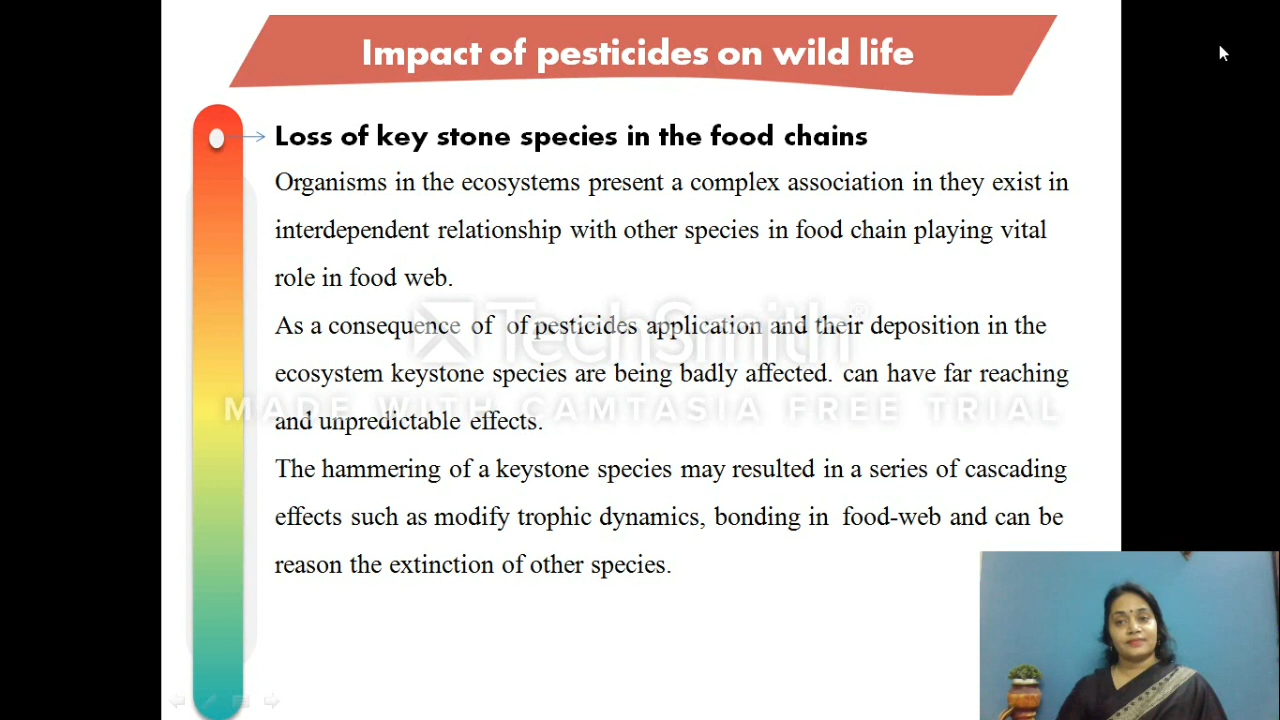 Impact of pesticides on wild life
Loss of key stone species in the food chains
Organisms in the ecosystems present a complex association in they exist in
interdependent relationship with other species in food chain playing vital
role in food web.
As a consequence of of pesticides application and their deposition in the
ecosystem keystone species are being badly affected. can have far reaching
and unpredictable effects.
The hammering of a keystone species may resulted in a series of cascading
effects such as modify trophic dynamics, bonding in food-web and can be
reason the extinction of other species.
TechSmith®
MADE WITH CAMTASIA FREE TRIAL